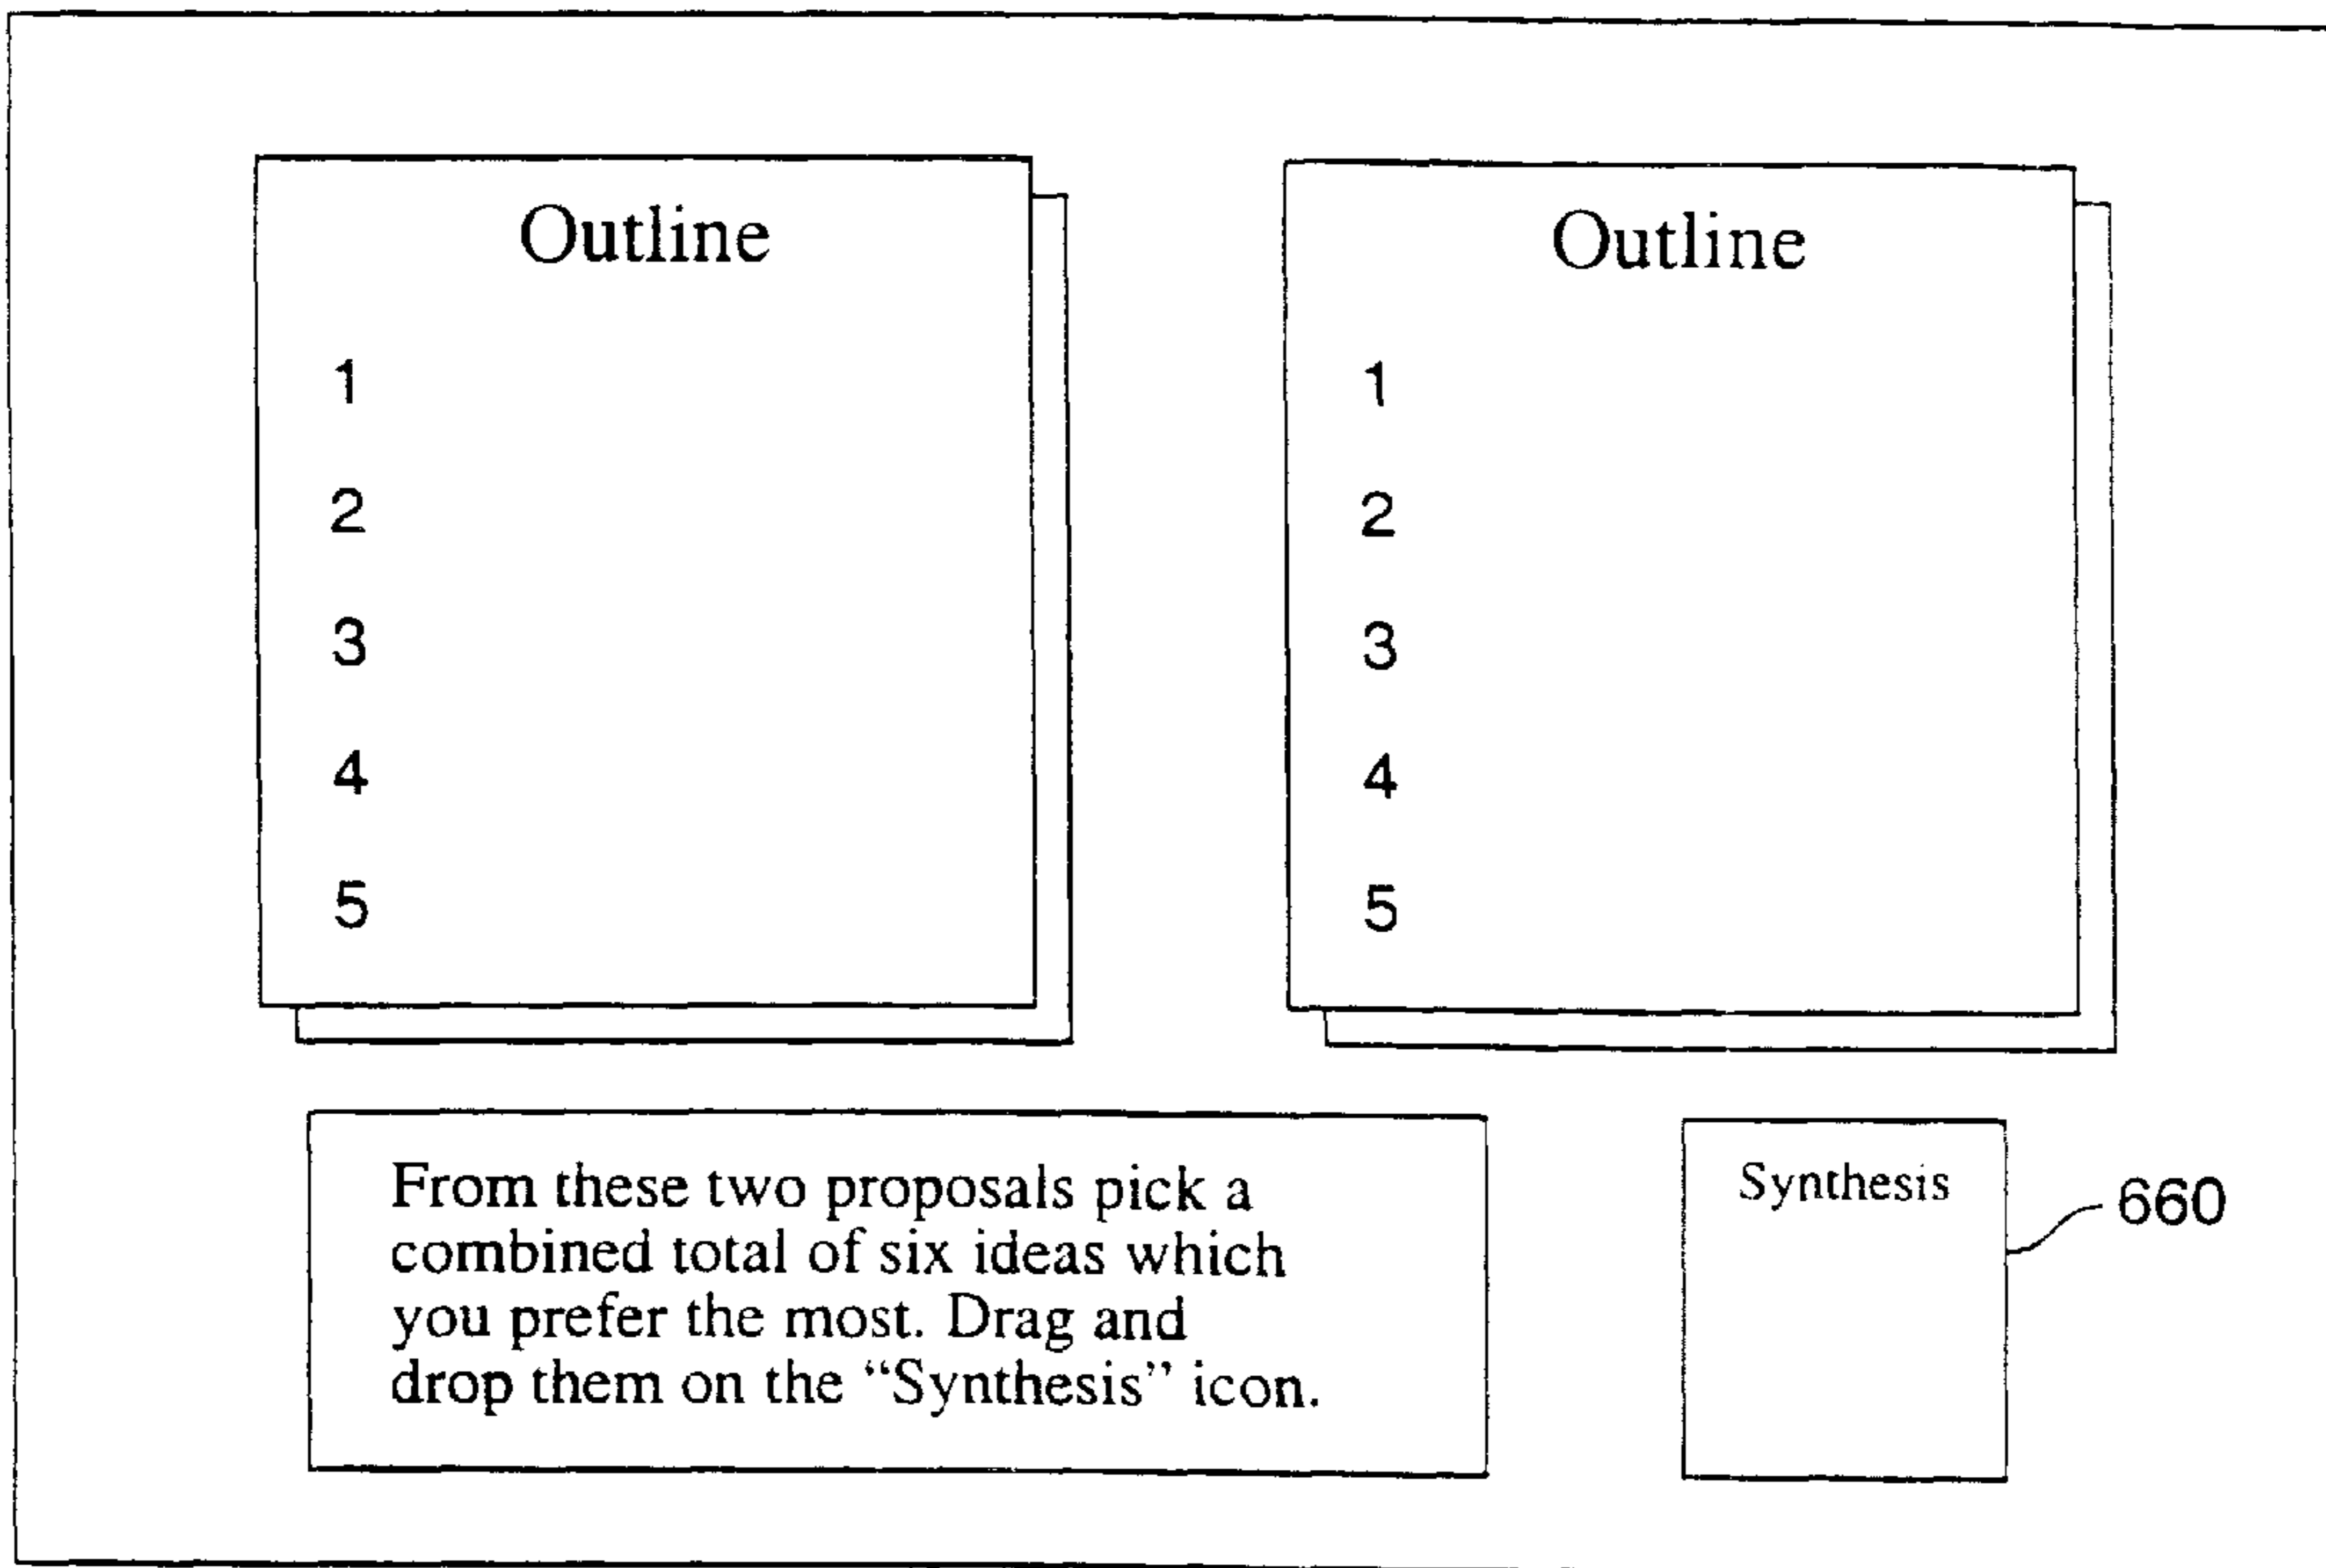 Outline
1
2
3
4
5
Outline
1
2
3
4
5
From these two proposals pick a
combined total of six ideas which
you prefer the most. Drag and
drop them on the “Synthesis” icon.
Synthesis
660